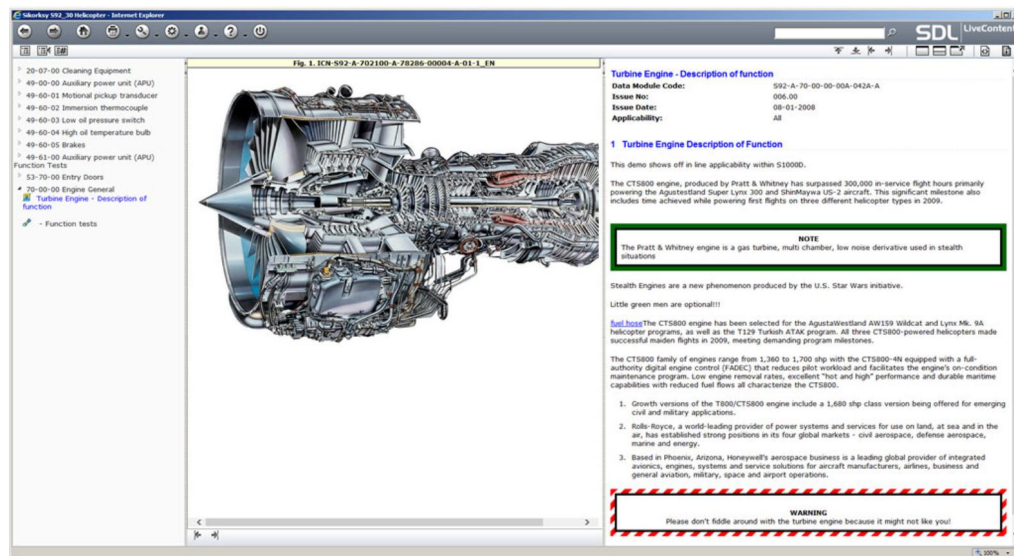 Sikorksy S92_30 Helicopter - Internet Explorer
SDL LiveContent
20-07-00 Cleaning Equipment
49-00-00 Auxiliary power unit (APU)
49-60-01 Motional pickup transducer
49-60-02 Immersion thermocouple
49-60-03 Low oil pressure switch
49-60-04 High oil temperature bulb
49-60-05 Brakes
49-61-00 Auxiliary power unit (APU)
Function Tests
53-70-00 Entry Doors
70-00-00 Engine General
Turbine Engine - Description of
function
- Function tests
Fig. 1. ICN-S92-A-702100-A-78286-00004-A-01-1_EN
Turbine Engine - Description of function
Data Module Code: S92-A-70-00-00-00A-042A-A
Issue No: 006.00
Issue Date: 08-01-2008
Applicability: All
1 Turbine Engine Description of Function
This demo shows off in line applicability within S1000D.
The CTS800 engine, produced by Pratt & Whitney has surpassed 300,000 in-service flight hours primarily
powering the Agustestland Super Lynx 300 and ShinMaywa US-2 aircraft. This significant milestone also
includes time achieved while powering first flights on three different helicopter types in 2009.
NOTE
The Pratt & Whitney engine is a gas turbine, multi chamber, low noise derivative used in stealth
situations
Stealth Engines are a new phenomenon produced by the U.S. Star Wars initiative.
Little green men are optional!!!
fuel hoseThe CTS800 engine has been selected for the AgustaWestland AW159 Wildcat and Lynx Mk. 9A
helicopter programs, as well as the T129 Turkish ATAK program. All three CTS800-powered helicopters made
successful maiden flights in 2009, meeting demanding program milestones.
The CTS800 family of engines range from 1,360 to 1,700 shp with the CTS800-4N equipped with a full-
authority digital engine control (FADEC) that reduces pilot workload and facilitates the engine's on-condition
maintenance program. Low engine removal rates, excellent "hot and high" performance and durable maritime
capabilities with reduced fuel flows all characterize the CTS800.
1. Growth versions of the T800/CTS800 engine include a 1,680 shp class version being offered for emerging
civil and military applications.
2. Rolls-Royce, a world-leading provider of power systems and services for use on land, at sea and in the
air, has established strong positions in its four global markets - civil aerospace, defense aerospace,
marine and energy.
3. Based in Phoenix, Arizona, Honeywell's aerospace business is a leading global provider of integrated
avionics, engines, systems and service solutions for aircraft manufacturers, airlines, business and
general aviation, military, space and airport operations.
WARNING
Please don't fiddle around with the turbine engine because it might not like you!
100%